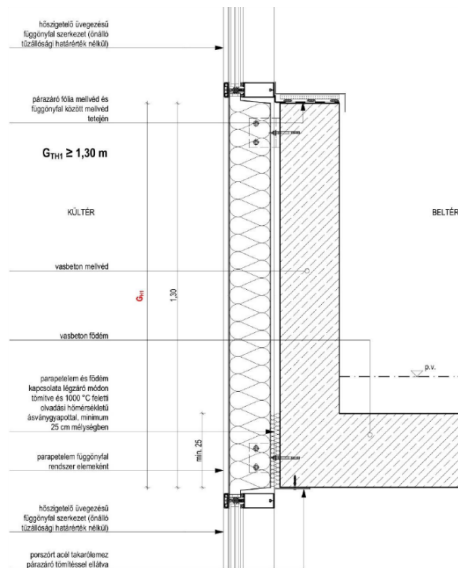 hőszigetelő üvegezésű
függönyfal szerkezet (önálló
tűzállósági határérték nélkül)
párazáró fólia mellvéd és
függönyfal között mellvéd
tetején
GTH1 ≥ 1,30 m
KÜLTÉR
BELTÉR
vasbeton mellvéd
GTH1
1,30
vasbeton födém
p.v.
parapetelem és födém
kapcsolata légzáró módon
tömítve és 1000 °C feletti
olvadási hőmérsékletű
ásványgyapottal, minimum
25 cm mélységben
min. 25
parapetelem függönyfal
rendszer elemeként
hőszigetelő üvegezésű
függönyfal szerkezet (önálló
tűzállósági határérték nélkül)
porszórt acél takarólemez
párazáró tömítéssel ellátva